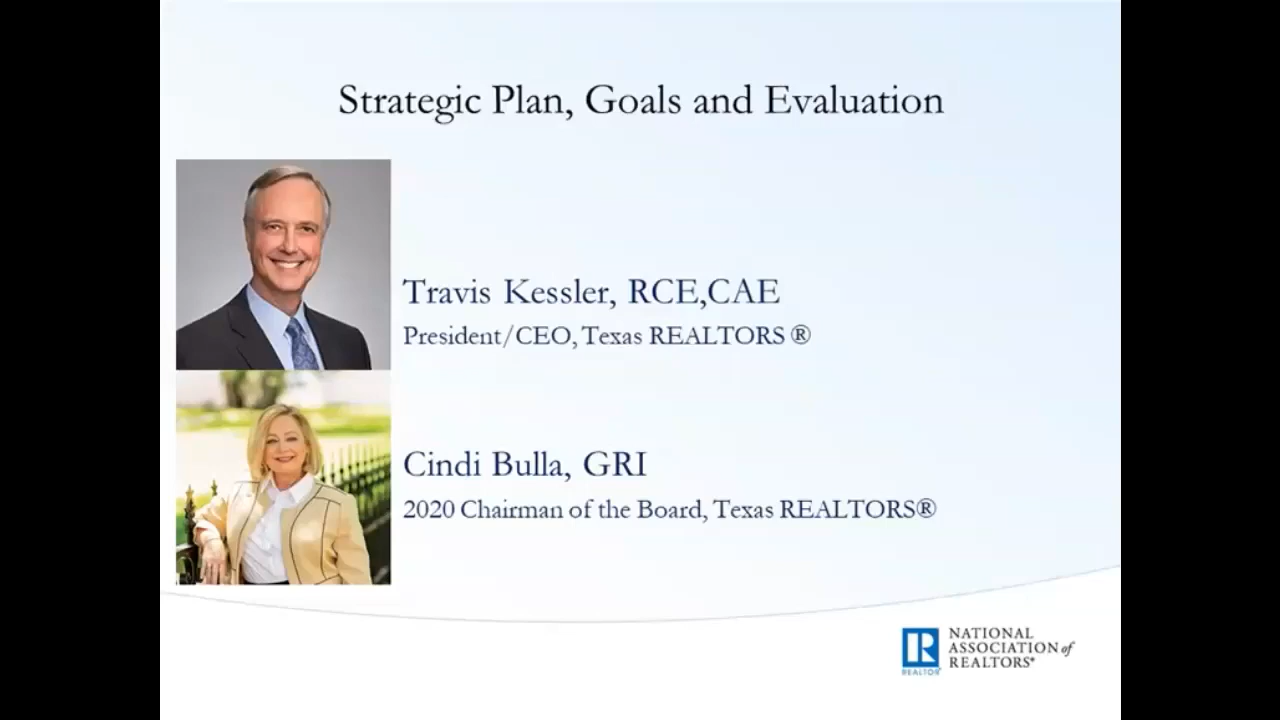 Strategic Plan, Goals and Evaluation
Travis Kessler, RCE,CAE
President/CEO, Texas REALTORS ®
Cindi Bulla, GRI
2020 Chairman of the Board, Texas REALTORS®
NATIONAL
ASSOCIATION of
REALTORS®
REALTOR®